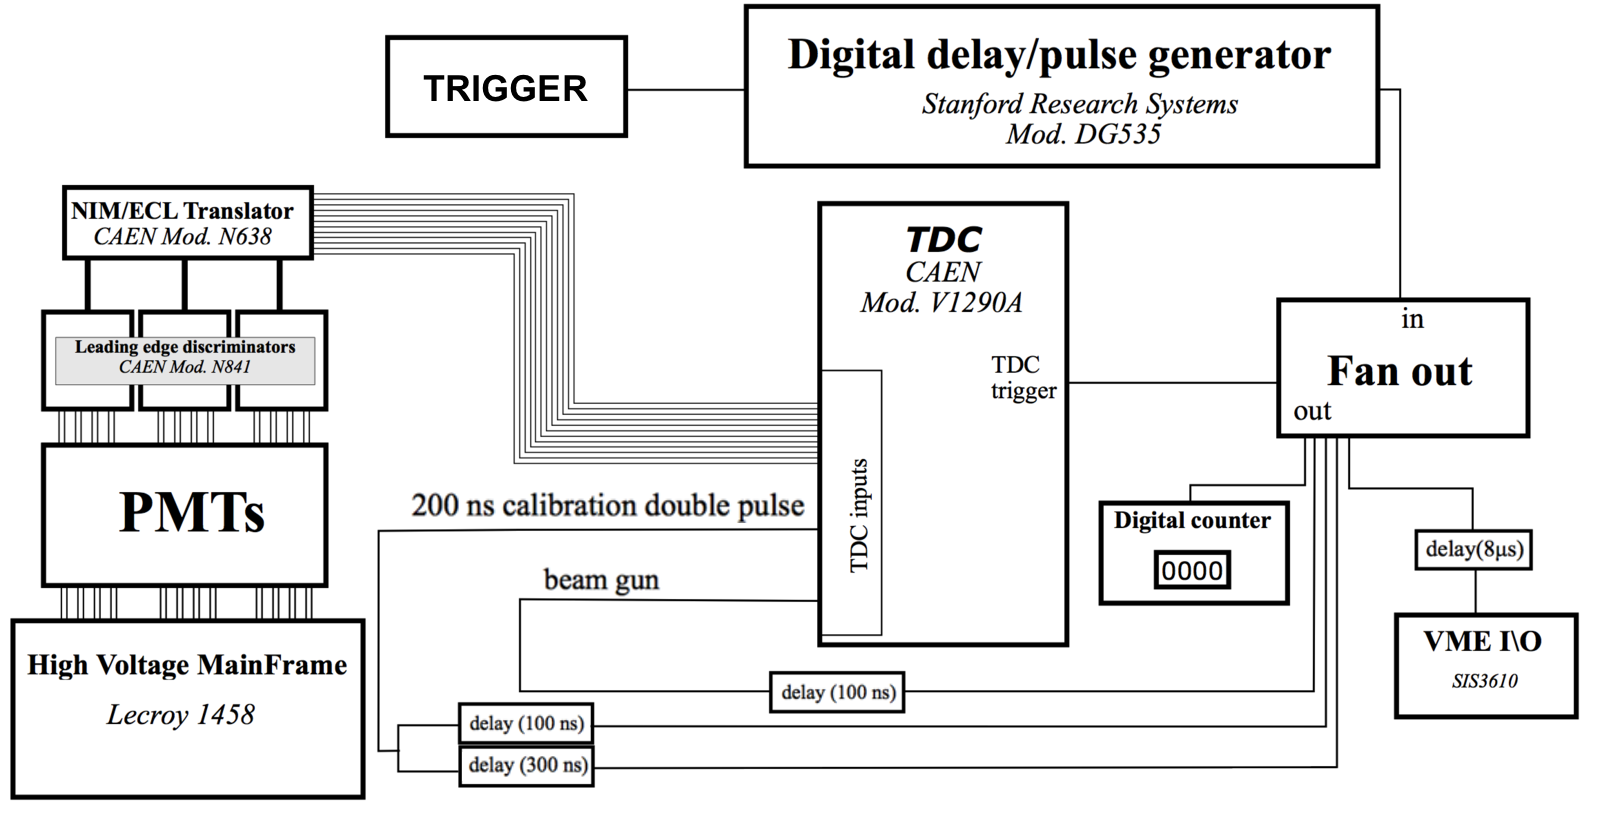 TRIGGER
Digital delay/pulse generator
Stanford Research Systems
Mod. DG535
NIM/ECL Translator
CAEN Mod. N638
Leading edge discriminators
CAEN Mod. N841
PMTs
High Voltage MainFrame
Lecroy 1458
TDC
CAEN
Mod. V1290A
TDC
trigger
TDC inputs
200 ns calibration double pulse
beam gun
in
Fan out
out
Digital counter
0000
delay(8μs)
VME I\O
SIS3610
delay (100 ns)
delay (100 ns)
delay (300 ns)